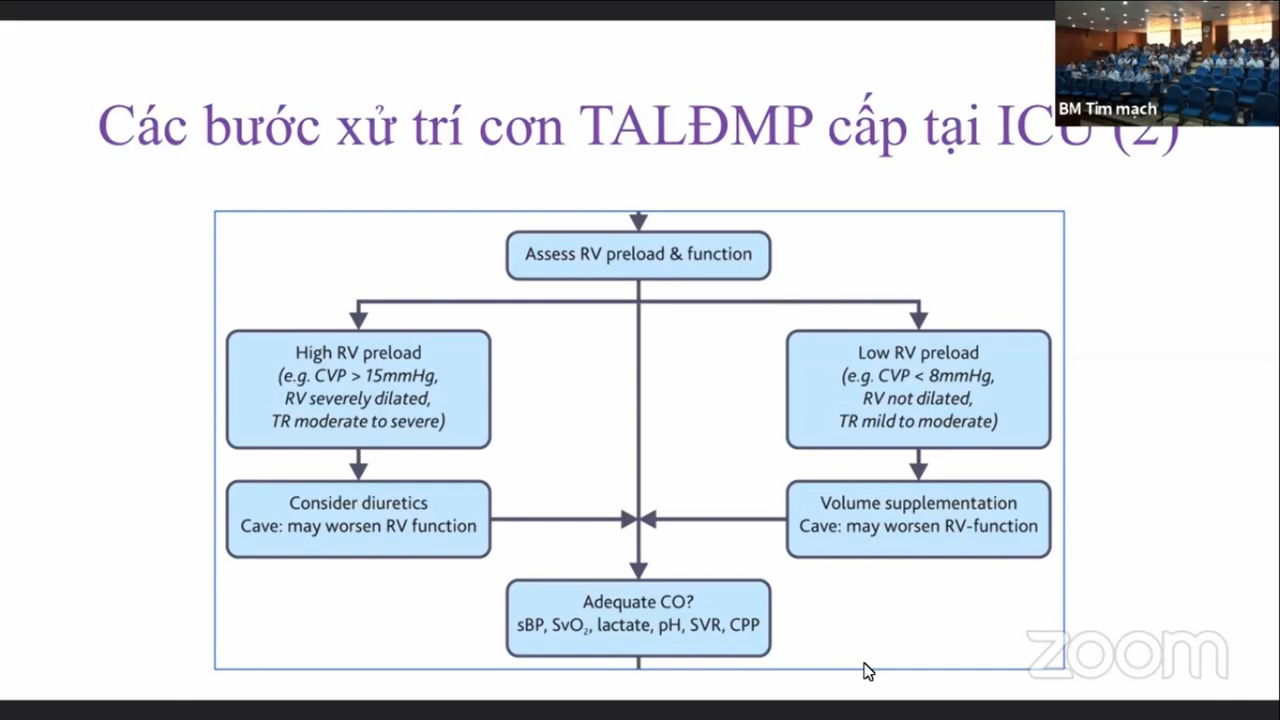 BM Tim mạch
Các bước xử trí cơn TALĐMP cấp tại ICU (2)
Assess RV preload & function
High RV preload
(e.g. CVP > 15mmHg,
RV severely dilated,
TR moderate to severe)
Low RV preload
(e.g. CVP < 8mmHg,
RV not dilated,
TR mild to moderate)
Consider diuretics
Cave: may worsen RV function
Volume supplementation
Cave: may worsen RV-function
Adequate CO?
sBP, SvO₂, lactate, pH, SVR, CPP
zoom